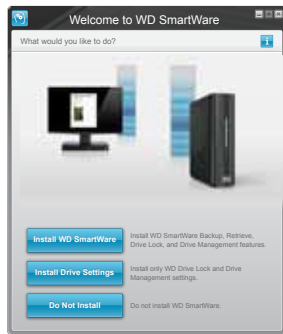 Welcome to WD SmartWare
What would you like to do?
Install WD SmartWare
Install WD SmartWare Backup, Retrieve,
Drive Lock, and Drive Management features.
Install Drive Settings
Install only WD Drive Lock and Drive
Management settings.
Do Not Install
Do not install WD SmartWare.